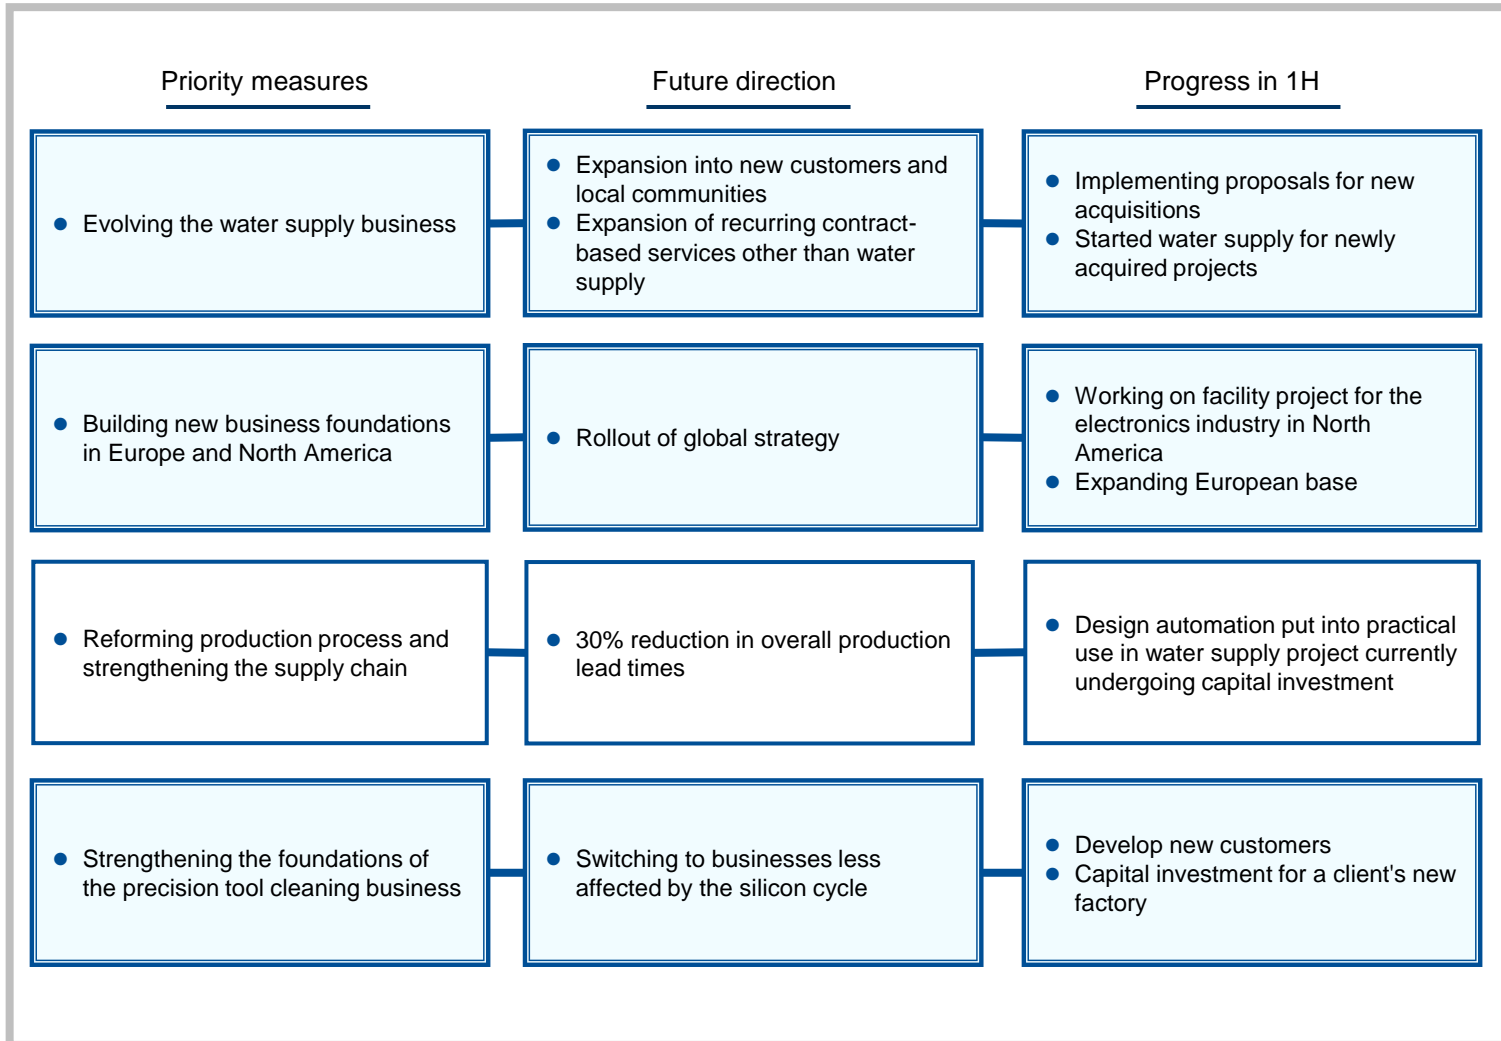 Priority measures
Future direction
Progress in 1H
● Evolving the water supply business
● Expansion into new customers and
local communities
● Expansion of recurring contract-
based services other than water
supply
● Implementing proposals for new
acquisitions
● Started water supply for newly
acquired projects
● Building new business foundations
in Europe and North America
● Rollout of global strategy
● Working on facility project for the
electronics industry in North
America
● Expanding European base
● Reforming production process and
strengthening the supply chain
● 30% reduction in overall production
lead times
● Design automation put into practical
use in water supply project currently
undergoing capital investment
● Strengthening the foundations of
the precision tool cleaning business
● Switching to businesses less
affected by the silicon cycle
● Develop new customers
● Capital investment for a client's new
factory